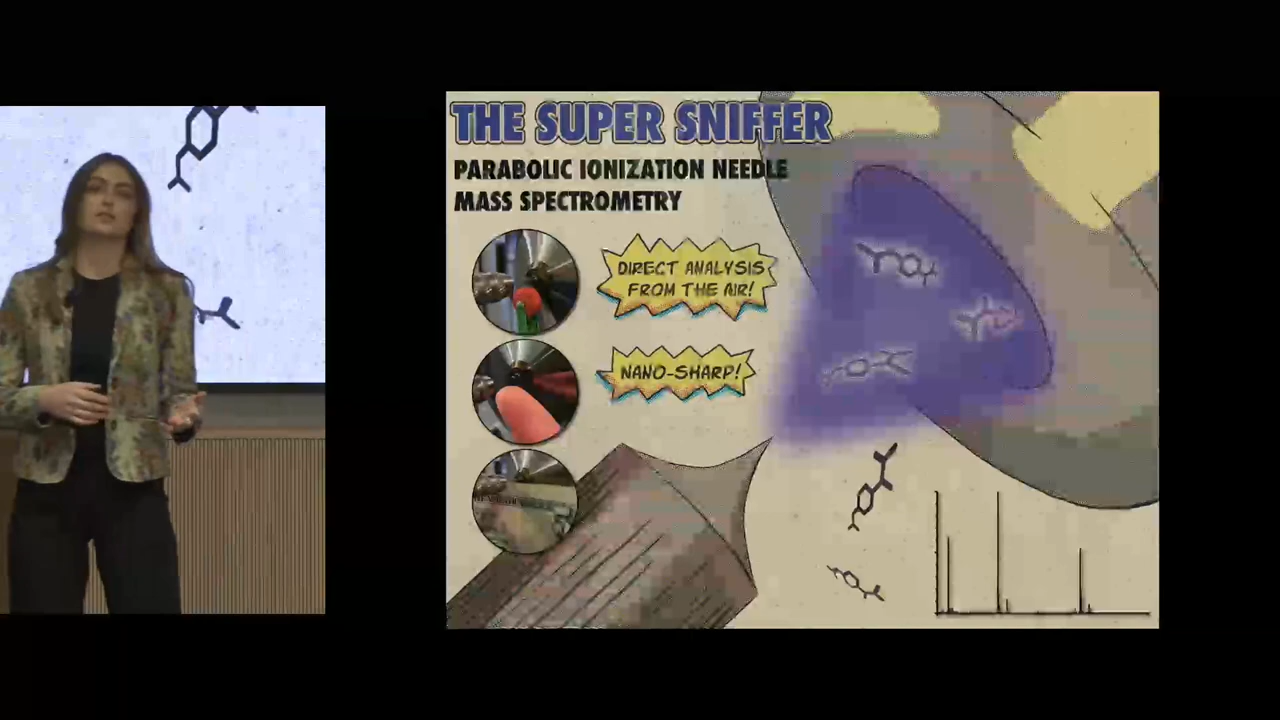 THE SUPER SNIFFER
PARABOLIC IONIZATION NEEDLE
MASS SPECTROMETRY
DIRECT ANALYSIS
FROM THE AIR!
NANO-SHARP!